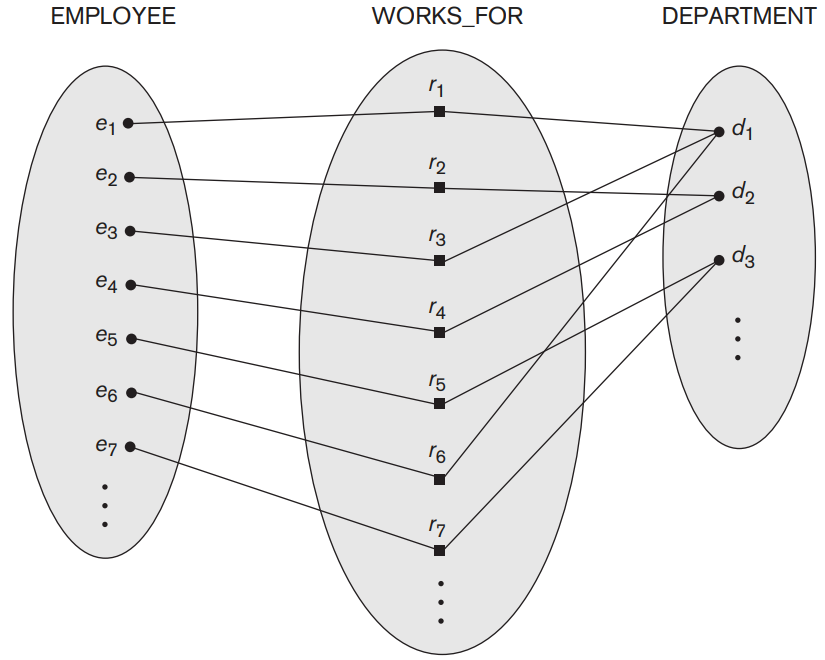 EMPLOYEE
WORKS_FOR
DEPARTMENT
e1
e2
e3
e4
e5
e6
e7
r1
r2
r3
r4
r5
r6
r7
d1
d2
d3